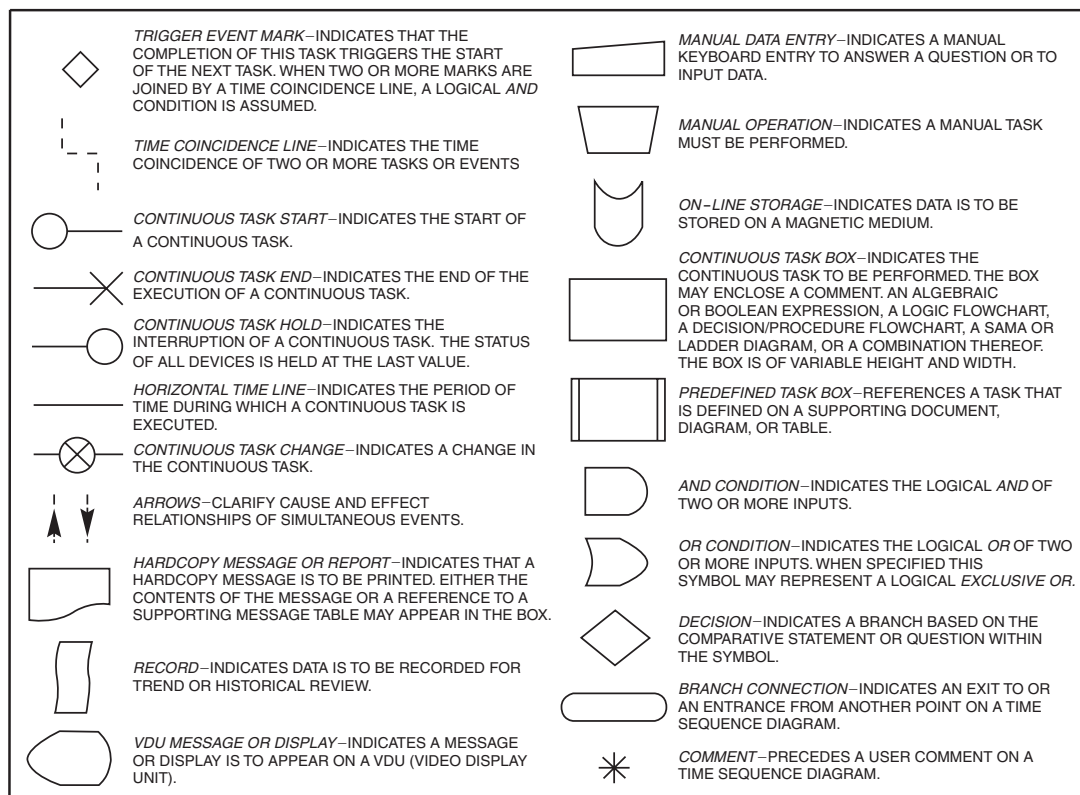 TRIGGER EVENT MARK–INDICATES THAT THE
COMPLETION OF THIS TASK TRIGGERS THE START
OF THE NEXT TASK. WHEN TWO OR MORE MARKS ARE
JOINED BY A TIME COINCIDENCE LINE, A LOGICAL AND
CONDITION IS ASSUMED.
TIME COINCIDENCE LINE–INDICATES THE TIME
COINCIDENCE OF TWO OR MORE TASKS OR EVENTS
CONTINUOUS TASK START–INDICATES THE START OF
A CONTINUOUS TASK.
CONTINUOUS TASK END–INDICATES THE END OF THE
EXECUTION OF A CONTINUOUS TASK.
CONTINUOUS TASK HOLD–INDICATES THE
INTERRUPTION OF A CONTINUOUS TASK. THE STATUS
OF ALL DEVICES IS HELD AT THE LAST VALUE.
HORIZONTAL TIME LINE–INDICATES THE PERIOD OF
TIME DURING WHICH A CONTINUOUS TASK IS
EXECUTED.
CONTINUOUS TASK CHANGE–INDICATES A CHANGE IN
THE CONTINUOUS TASK.
ARROWS–CLARIFY CAUSE AND EFFECT
RELATIONSHIPS OF SIMULTANEOUS EVENTS.
HARDCOPY MESSAGE OR REPORT–INDICATES THAT A
HARDCOPY MESSAGE IS TO BE PRINTED. EITHER THE
CONTENTS OF THE MESSAGE OR A REFERENCE TO A
SUPPORTING MESSAGE TABLE MAY APPEAR IN THE BOX.
RECORD–INDICATES DATA IS TO BE RECORDED FOR
TREND OR HISTORICAL REVIEW.
VDU MESSAGE OR DISPLAY–INDICATES A MESSAGE
OR DISPLAY IS TO APPEAR ON A VDU (VIDEO DISPLAY
UNIT).
MANUAL DATA ENTRY–INDICATES A MANUAL
KEYBOARD ENTRY TO ANSWER A QUESTION OR TO
INPUT DATA.
MANUAL OPERATION–INDICATES A MANUAL TASK
MUST BE PERFORMED.
ON–LINE STORAGE–INDICATES DATA IS TO BE
STORED ON A MAGNETIC MEDIUM.
CONTINUOUS TASK BOX–INDICATES THE
CONTINUOUS TASK TO BE PERFORMED. THE BOX
MAY ENCLOSE A COMMENT. AN ALGEBRAIC
OR BOOLEAN EXPRESSION, A LOGIC FLOWCHART,
A DECISION/PROCEDURE FLOWCHART, A SAMA OR
LADDER DIAGRAM, OR A COMBINATION THEREOF.
THE BOX IS OF VARIABLE HEIGHT AND WIDTH.
PREDEFINED TASK BOX–REFERENCES A TASK THAT
IS DEFINED ON A SUPPORTING DOCUMENT,
DIAGRAM, OR TABLE.
AND CONDITION–INDICATES THE LOGICAL AND OF
TWO OR MORE INPUTS.
OR CONDITION–INDICATES THE LOGICAL OR OF TWO
OR MORE INPUTS. WHEN SPECIFIED THIS
SYMBOL MAY REPRESENT A LOGICAL EXCLUSIVE OR.
DECISION–INDICATES A BRANCH BASED ON THE
COMPARATIVE STATEMENT OR QUESTION WITHIN
THE SYMBOL.
BRANCH CONNECTION–INDICATES AN EXIT TO OR
AN ENTRANCE FROM ANOTHER POINT ON A TIME
SEQUENCE DIAGRAM.
COMMENT–PRECEDES A USER COMMENT ON A
TIME SEQUENCE DIAGRAM.